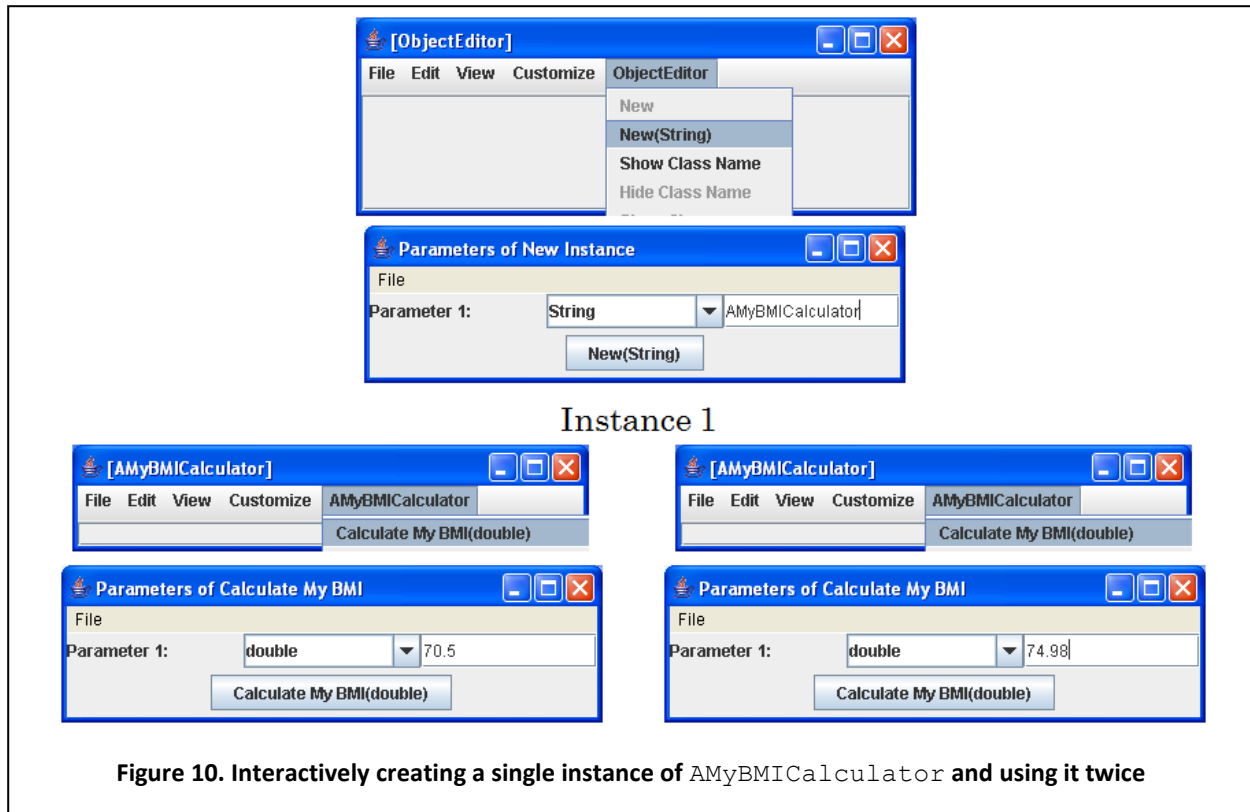 [ObjectEditor]
File Edit View Customize ObjectEditor
New
New(String)
Show Class Name
Hide Class Name
Parameters of New Instance
File
Parameter 1: String AMyBMICalculator
New(String)
Instance 1
[AMyBMICalculator]
File Edit View Customize AMyBMICalculator
Calculate My BMI(double)
Parameters of Calculate My BMI
File
Parameter 1: double 70.5
Calculate My BMI(double)
[AMyBMICalculator]
File Edit View Customize AMyBMICalculator
Calculate My BMI(double)
Parameters of Calculate My BMI
File
Parameter 1: double 74.98
Calculate My BMI(double)
Figure 10. Interactively creating a single instance of AMyBMICalculator and using it twice